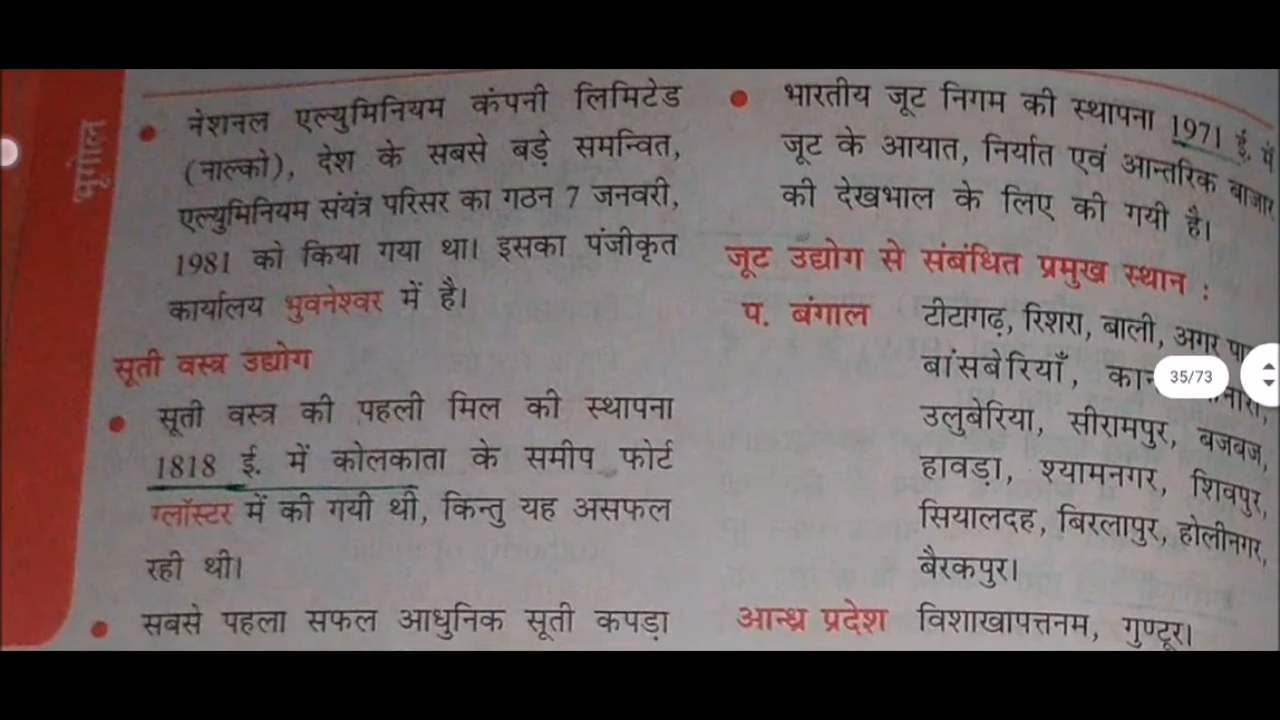 भूगोल
नेशनल एल्युमिनियम कंपनी लिमिटेड
(नाल्को), देश के सबसे बड़े समन्वित,
एल्युमिनियम संयंत्र परिसर का गठन 7 जनवरी,
1981 को किया गया था। इसका पंजीकृत
कार्यालय भुवनेश्वर में है।
सूती वस्त्र उद्योग
सूती वस्त्र की पहली मिल की स्थापना
1818 ई. में कोलकाता के समीप फोर्ट
ग्लॉस्टर में की गयी थी, किन्तु यह असफल
रही थी।
सबसे पहला सफल आधुनिक सूती कपड़ा
भारतीय जूट निगम की स्थापना 1971 ई. में
जूट के आयात, निर्यात एवं आन्तरिक बाजार
की देखभाल के लिए की गयी है।
जूट उद्योग से संबंधित प्रमुख स्थान :
प. बंगाल टीटागढ़, रिशरा, बाली, अगर
बांसबेरियाँ,
उलुबेरिया, सीरामपुर, बजबज,
हावड़ा, श्यामनगर, शिवपुर,
सियालदह, बिरलापुर, होलीनगर,
बैरकपुर।
आन्ध्र प्रदेश विशाखापत्तनम, गुण्टूर।
35/73